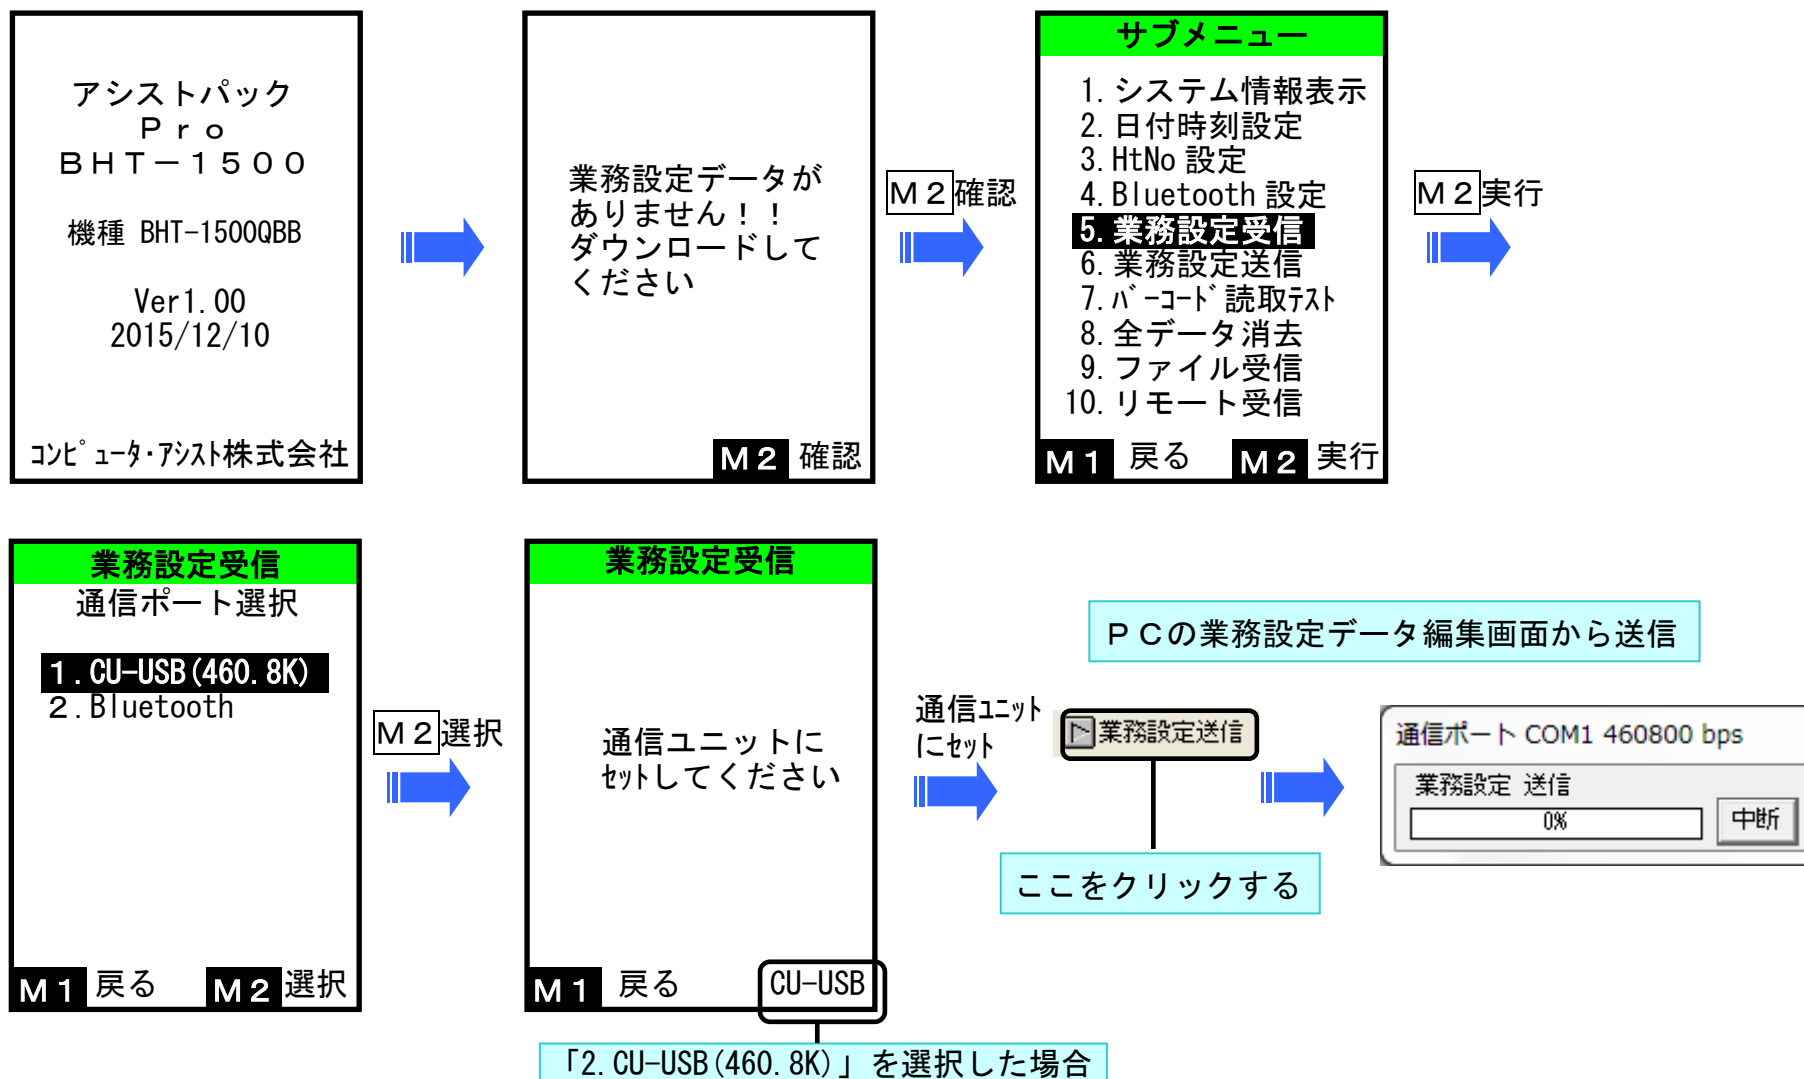 アシストパック
Ｐｒｏ
ＢＨＴ－１５００
機種 BHT-1500QBB
Ver1.00
2015/12/10
ｺﾝﾋﾟｭｰﾀ・ｱｼｽﾄ株式会社
業務設定データが
ありません！！
ダウンロードして
ください
Ｍ２ 確認
Ｍ２確認
サブメニュー
1.システム情報表示
2.日付時刻設定
3.HtNo 設定
4.Bluetooth 設定
5.業務設定受信
6.業務設定送信
7.ﾊﾞｰｺｰﾄﾞ読取ﾃｽﾄ
8.全データ消去
9.ファイル受信
10.リモート受信
Ｍ１ 戻る Ｍ２ 実行
Ｍ２実行
業務設定受信
通信ポート選択
１.CU-USB(460.8K)
２.Bluetooth
Ｍ１ 戻る Ｍ２ 選択
Ｍ２選択
業務設定受信
通信ユニットに
ｾｯﾄしてください
Ｍ１ 戻る CU-USB
「2.CU-USB(460.8K)」を選択した場合
通信ﾕﾆｯﾄ
にｾｯﾄ
ＰＣの業務設定データ編集画面から送信
業務設定送信
ここをクリックする
通信ポート COM1 460800 bps
業務設定 送信
0%
中断